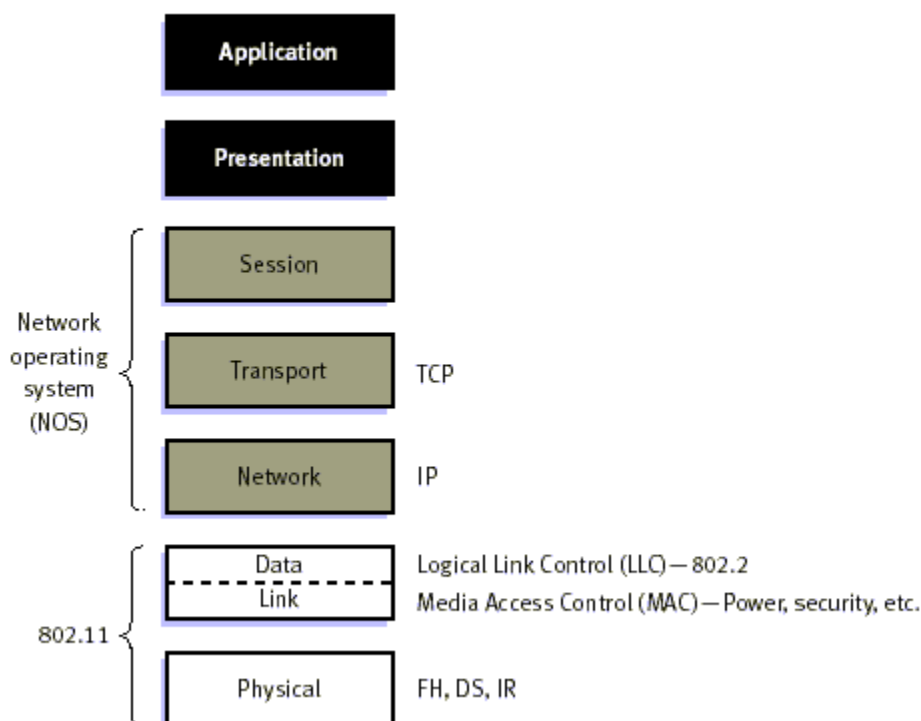 Application
Presentation
Session
Network
operating
system
(NOS)
Transport
TCP
Network
IP
Data
Logical Link Control (LLC)—802.2
Link
Media Access Control (MAC)—Power, security, etc.
802.11
Physical
FH, DS, IR